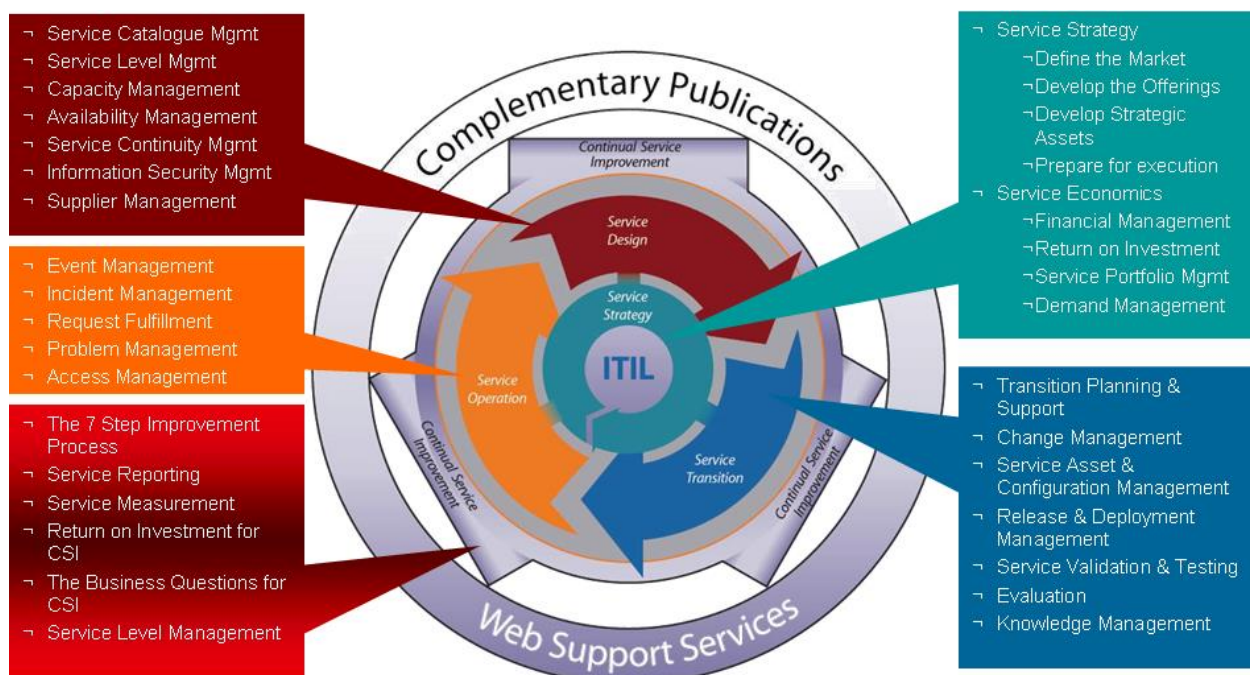 ¬ Service Catalogue Mgmt
¬ Service Level Mgmt
¬ Capacity Management
¬ Availability Management
¬ Service Continuity Mgmt
¬ Information Security Mgmt
¬ Supplier Management
¬ Event Management
¬ Incident Management
¬ Request Fulfillment
¬ Problem Management
¬ Access Management
¬ The 7 Step Improvement
Process
¬ Service Reporting
¬ Service Measurement
¬ Return on Investment for
CSI
¬ The Business Questions for
CSI
¬ Service Level Management
Complementary Publications
Continual Service
Improvement
Service
Design
Service
Strategy
ITIL
Service
Operation
Service
Transition
Continual Service
Improvement
Continual Service
Improvement
Web Support Services
¬ Service Strategy
¬Define the Market
¬Develop the Offerings
¬Develop Strategic
Assets
¬Prepare for execution
¬ Service Economics
¬Financial Management
¬Return on Investment
¬Service Portfolio Mgmt
¬Demand Management
¬ Transition Planning &
Support
¬ Change Management
¬ Service Asset &
Configuration Management
¬ Release & Deployment
Management
¬ Service Validation & Testing
¬ Evaluation
¬ Knowledge Management